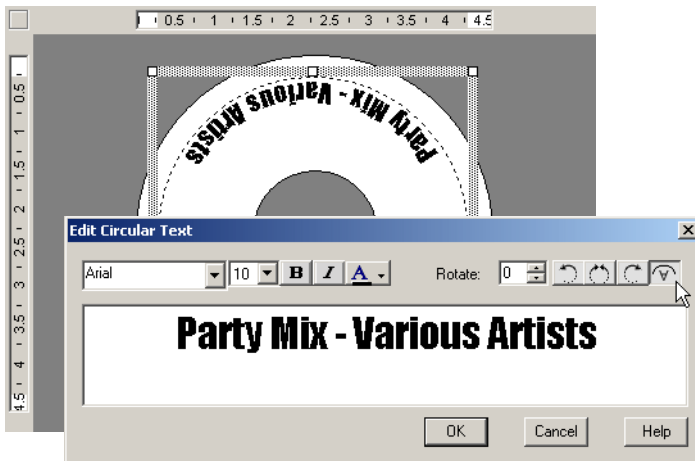 0.5 1 1.5 2 2.5 3 3.5 4 4.5
0.5
1
1.5
2
2.5
3
3.5
4
4.5
Party Mix - Various Artists
Edit Circular Text
Arial 10 B I A Rotate: 0 A
Party Mix - Various Artists
OK Cancel Help